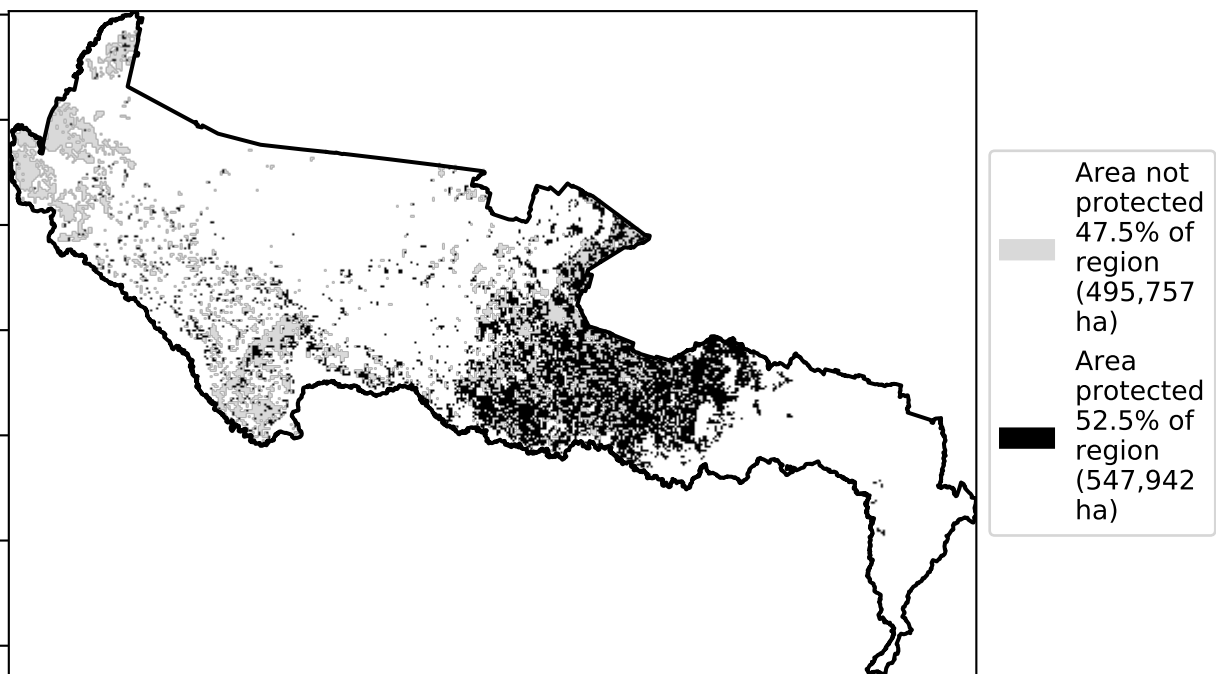 Area not
protected
47.5% of
region
(495,757
ha)
Area
protected
52.5% of
region
(547,942
ha)